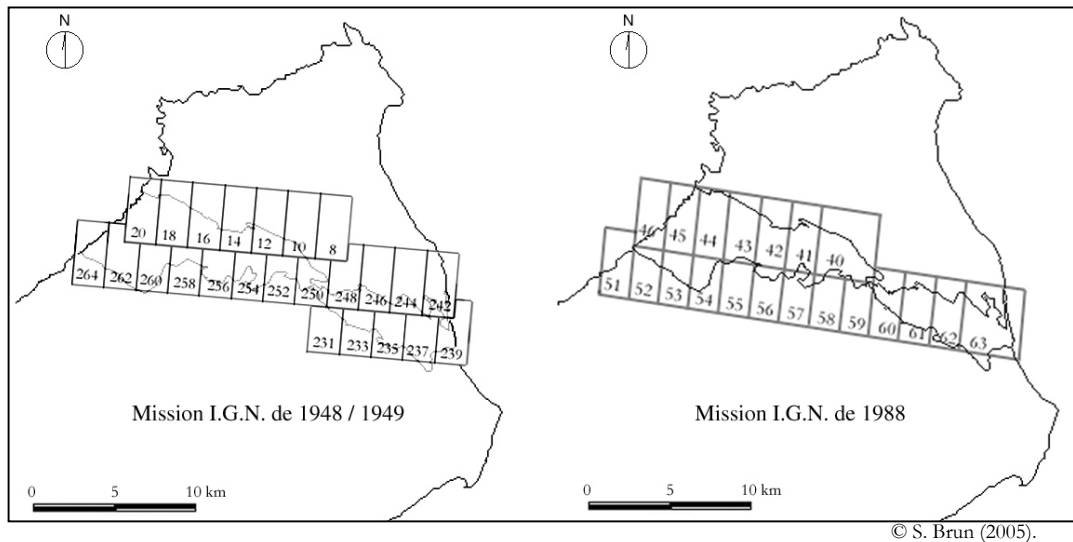 N
20 18 16 14 12 10 8
264 262 260 258 256 254 252 250 248 246 244 242
231 233 235 237 239
Mission I.G.N. de 1948 / 1949
0 5 10 km
N
46 45 44 43 42 41 40
51 52 53 54 55 56 57 58 59 60 61 62 63
Mission I.G.N. de 1988
0 5 10 km
© S. Brun (2005).